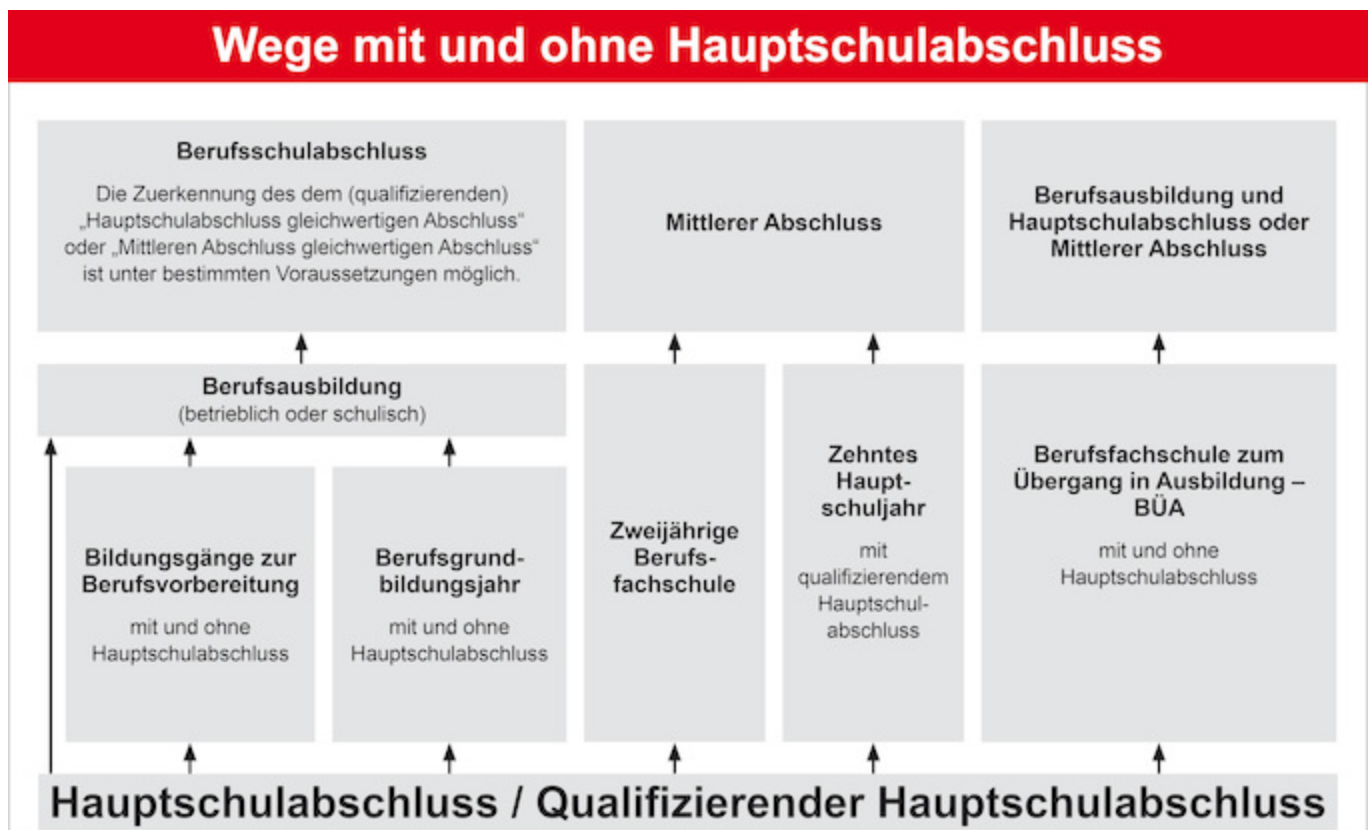 Wege mit und ohne Hauptschulabschluss
Berufsschulabschluss
Die Zuerkennung des dem (qualifizierenden)
„Hauptschulabschluss gleichwertigen Abschluss“
oder „Mittleren Abschluss gleichwertigen Abschluss“
ist unter bestimmten Voraussetzungen möglich.
Mittlerer Abschluss
Berufsausbildung und
Hauptschulabschluss oder
Mittlerer Abschluss
Berufsausbildung
(betrieblich oder schulisch)
Bildungsgänge zur
Berufsvorbereitung
mit und ohne
Hauptschulabschluss
Berufsgrund-
bildungsjahr
mit und ohne
Hauptschulabschluss
Zweijährige
Berufs-
fachschule
Zehntes
Haupt-
schuljahr
mit
qualifizierendem
Hauptschul-
abschluss
Berufsfachschule zum
Übergang in Ausbildung –
BÜA
mit und ohne
Hauptschulabschluss
Hauptschulabschluss / Qualifizierender Hauptschulabschluss